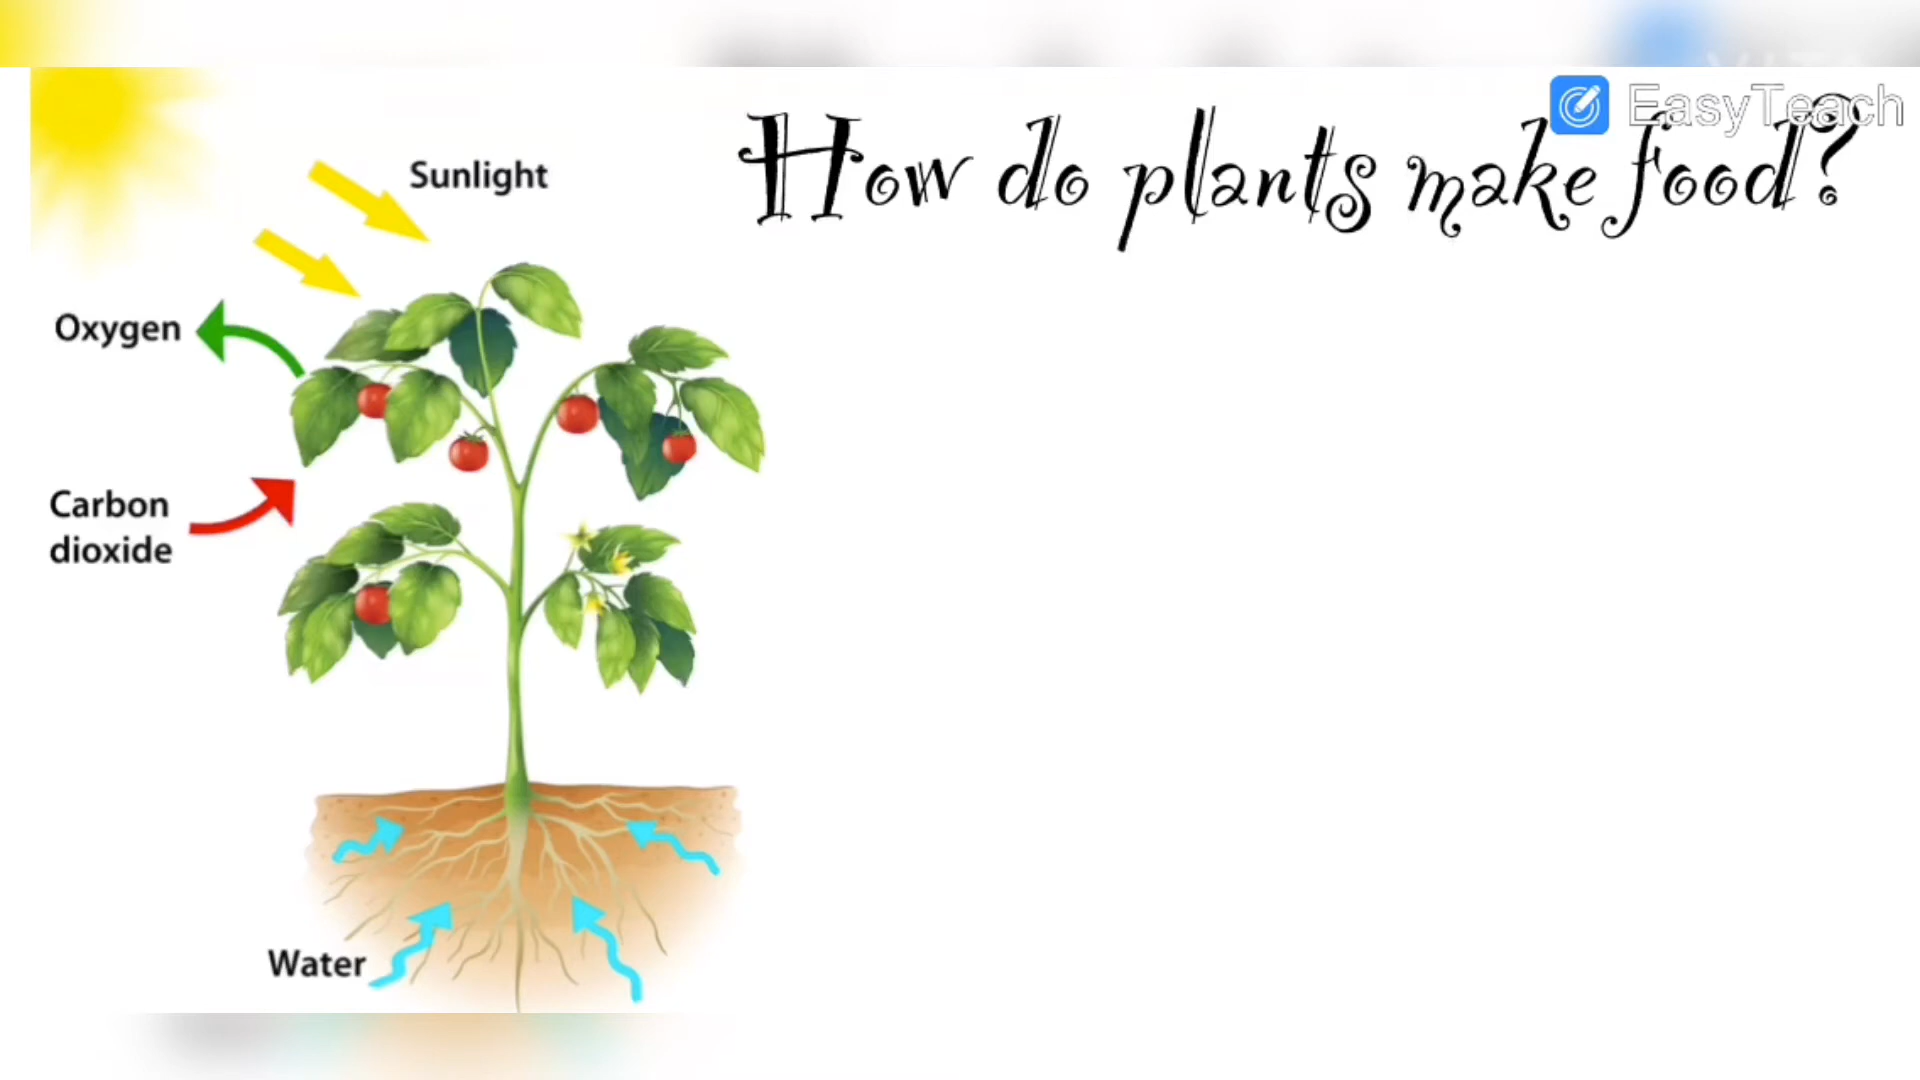 EasyTeach
How do plants make food?
Sunlight
Oxygen
Carbon
dioxide
Water